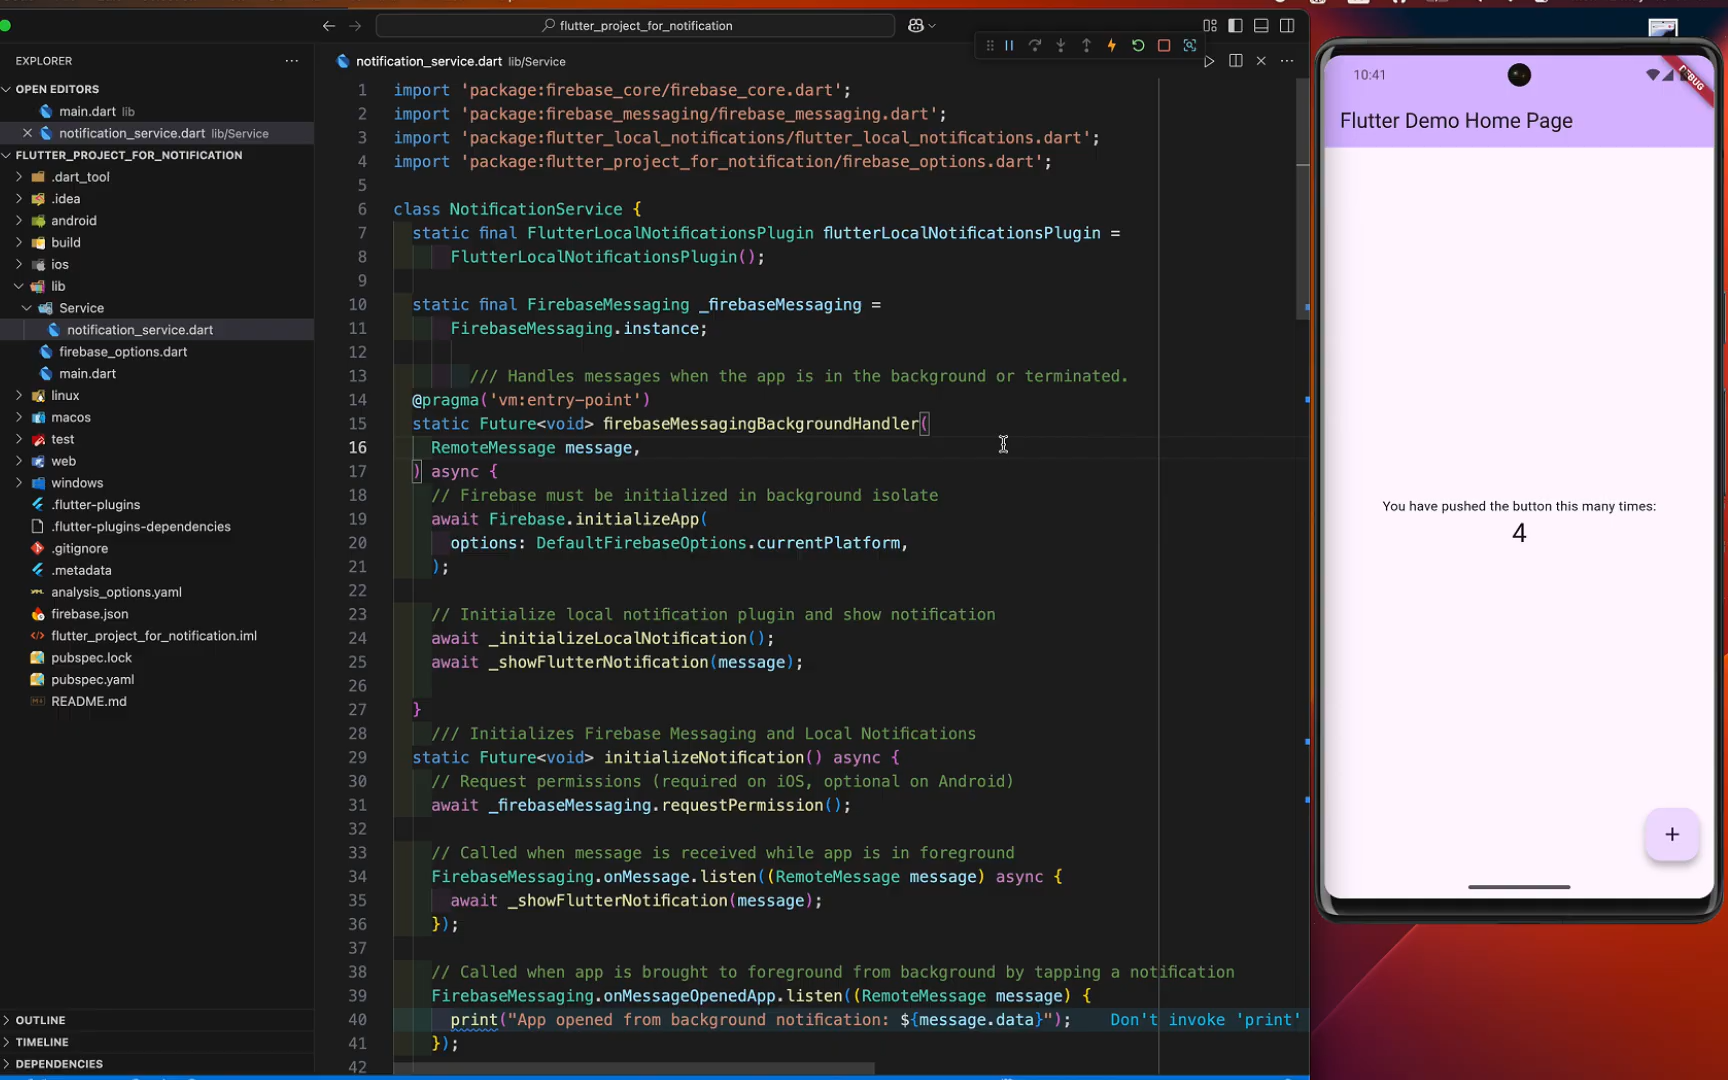 flutter_project_for_notification
EXPLORER
OPEN EDITORS
main.dart lib
notification_service.dart lib/Service
FLUTTER_PROJECT_FOR_NOTIFICATION
.dart_tool
.idea
android
build
ios
lib
Service
notification_service.dart
firebase_options.dart
main.dart
linux
macos
test
web
windows
.flutter-plugins
.flutter-plugins-dependencies
.gitignore
.metadata
analysis_options.yaml
firebase.json
flutter_project_for_notification.iml
pubspec.lock
pubspec.yaml
README.md
OUTLINE
TIMELINE
DEPENDENCIES
notification_service.dart lib/Service
1 import 'package:firebase_core/firebase_core.dart';
2 import 'package:firebase_messaging/firebase_messaging.dart';
3 import 'package:flutter_local_notifications/flutter_local_notifications.dart';
4 import 'package:flutter_project_for_notification/firebase_options.dart';
5
6 class NotificationService {
7 static final FlutterLocalNotificationsPlugin flutterLocalNotificationsPlugin =
8 FlutterLocalNotificationsPlugin();
9
10 static final FirebaseMessaging _firebaseMessaging =
11 FirebaseMessaging.instance;
12
13 /// Handles messages when the app is in the background or terminated.
14 @pragma('vm:entry-point')
15 static Future<void> firebaseMessagingBackgroundHandler(
16 RemoteMessage message,
17 ) async {
18 // Firebase must be initialized in background isolate
19 await Firebase.initializeApp(
20 options: DefaultFirebaseOptions.currentPlatform,
21 );
22
23 // Initialize local notification plugin and show notification
24 await _initializeLocalNotification();
25 await _showFlutterNotification(message);
26
27 }
28 /// Initializes Firebase Messaging and Local Notifications
29 static Future<void> initializeNotification() async {
30 // Request permissions (required on iOS, optional on Android)
31 await _firebaseMessaging.requestPermission();
32
33 // Called when message is received while app is in foreground
34 FirebaseMessaging.onMessage.listen((RemoteMessage message) async {
35 await _showFlutterNotification(message);
36 });
37
38 // Called when app is brought to foreground from background by tapping a notification
39 FirebaseMessaging.onMessageOpenedApp.listen((RemoteMessage message) {
40 print("App opened from background notification: ${message.data}"); Don't invoke 'print'
41 });
42
10:41
DEBUG
Flutter Demo Home Page
You have pushed the button this many times:
4
+